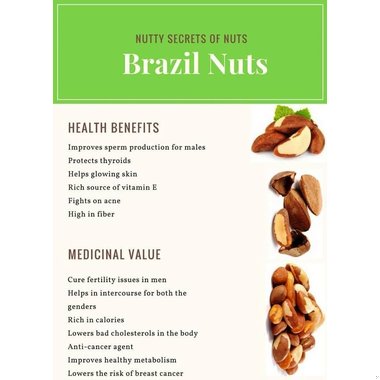 NUTTY SECRETS OF NUTS
Brazil Nuts
HEALTH BENEFITS
Improves sperm production for males
Protects thyroids
Helps glowing skin
Rich source of vitamin E
Fights on acne
High in fiber
MEDICINAL VALUE
Cure fertility issues in men
Helps in intercourse for both the
genders
Rich in calories
Lowers bad cholesterols in the body
Anti-cancer agent
Improves healthy metabolism
Lowers the risk of breast cancer